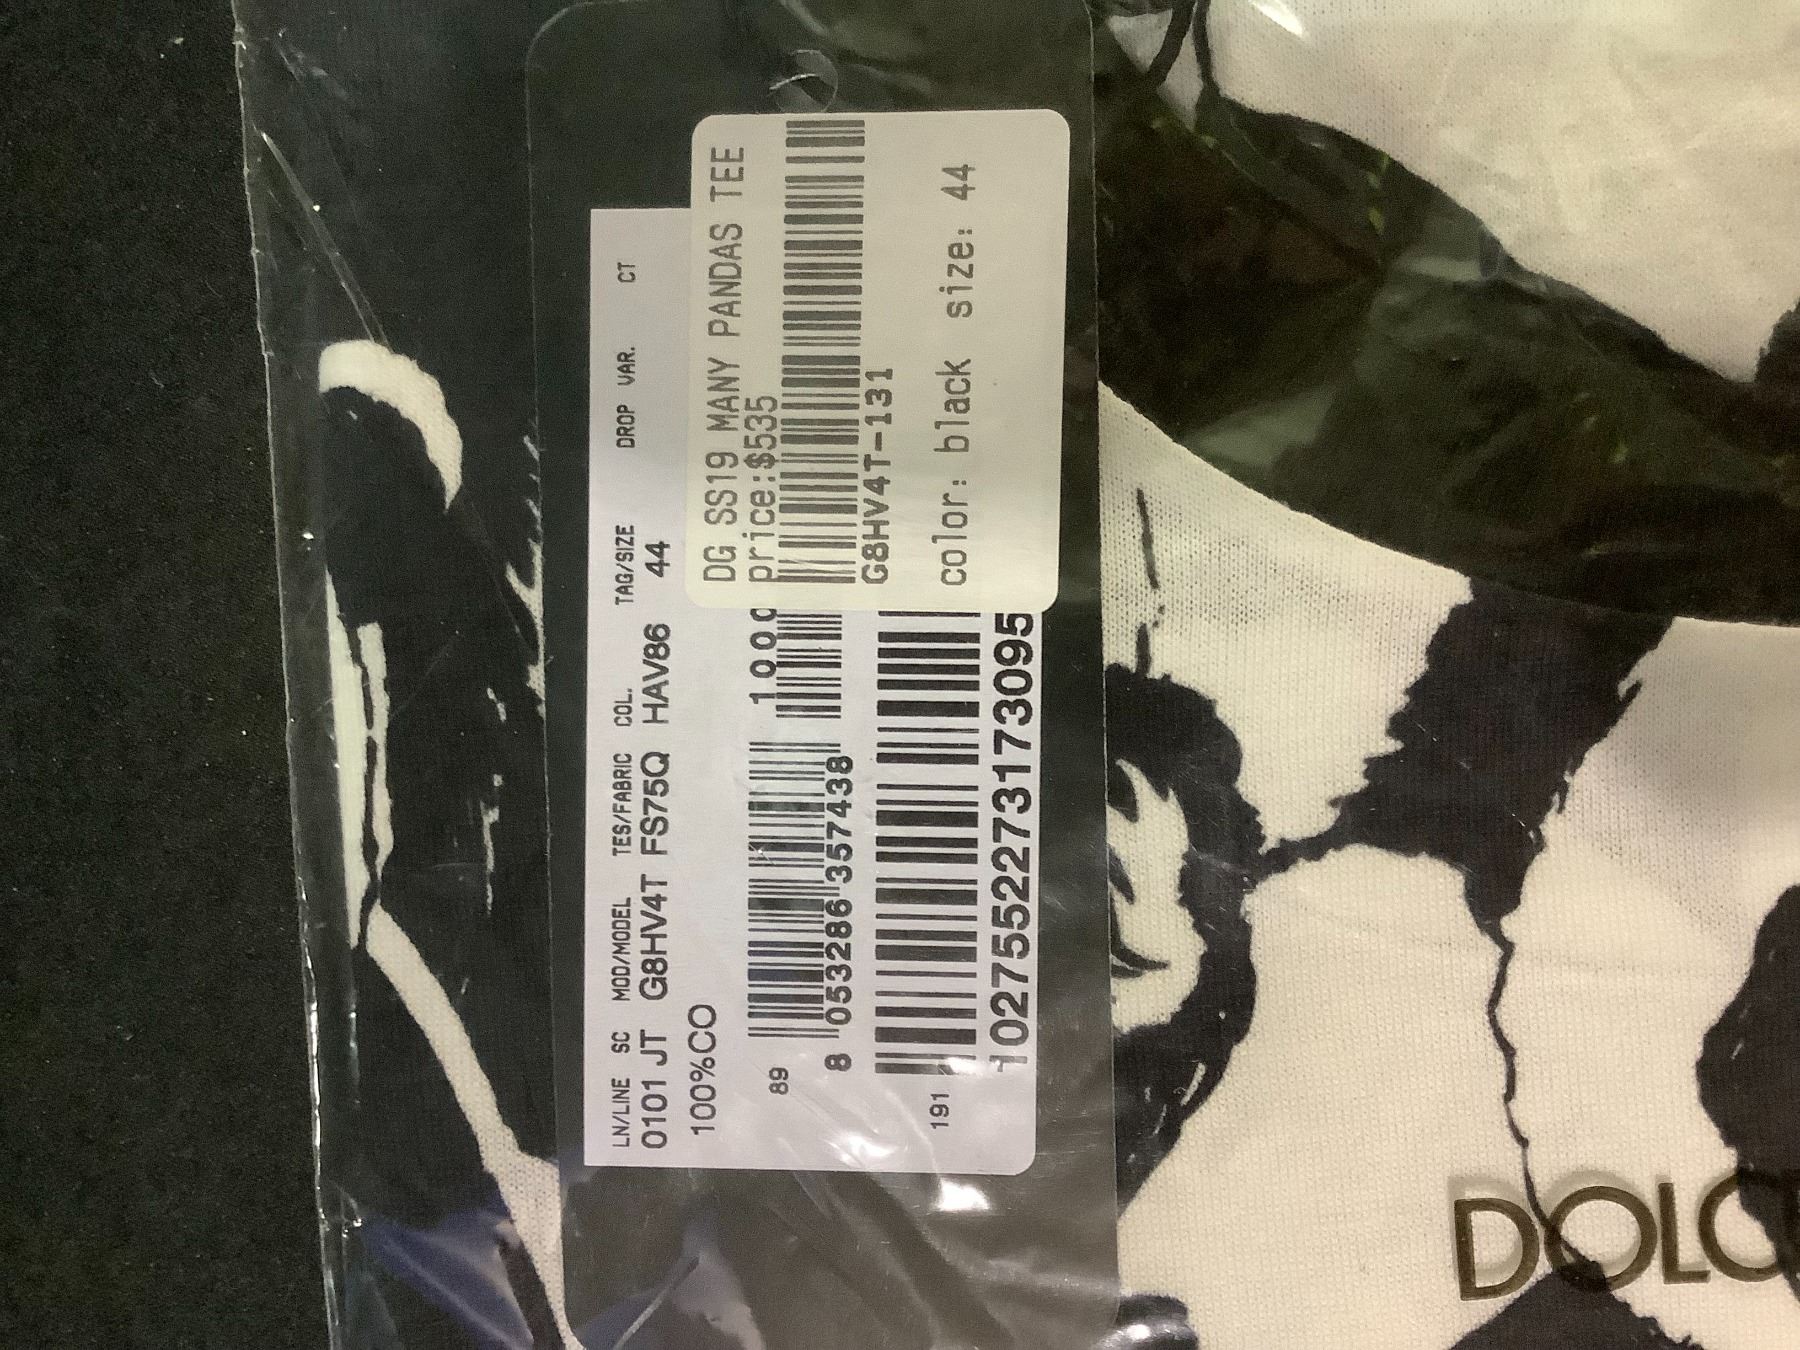 DG SS19 MANY PANDAS TEE
price:$535
G8HV4T-131
color: black size: 44
LN/LINE SC MOD/MODEL TES/FABRIC COL. TAG/SIZE DROP VAR. CT
0101 JT G8HV4T FS75Q HAV86 44
100%CO
1000
89
8 053286 357438
191
1027552273173095
DOLC